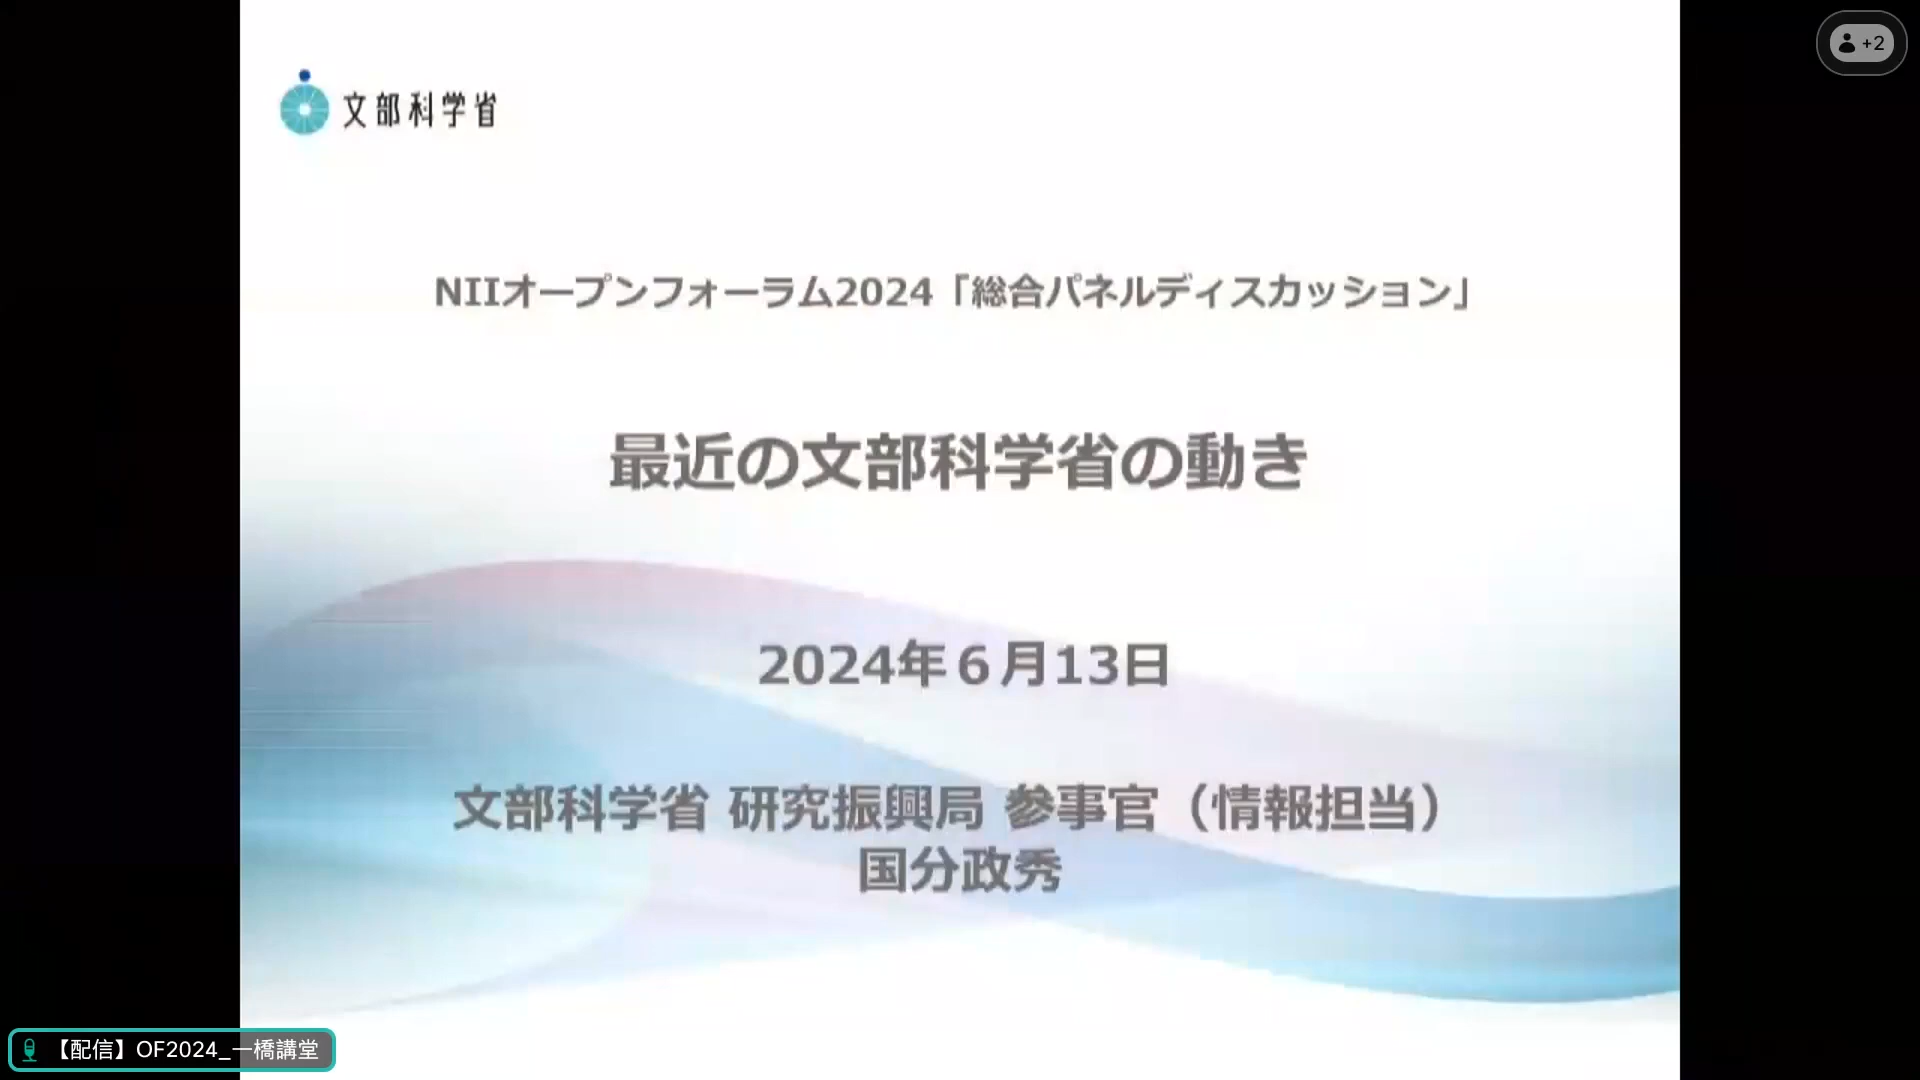 +2
文部科学省
NIIオープンフォーラム2024「総合パネルディスカッション」
最近の文部科学省の動き
2024年６月13日
文部科学省 研究振興局 参事官（情報担当）
国分政秀
【配信】OF2024_一橋講堂